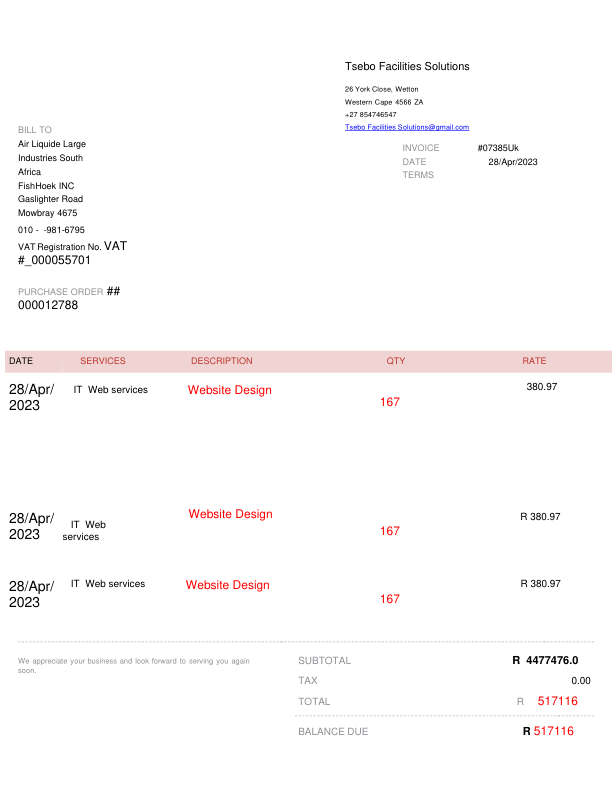 Tsebo Facilities Solutions
26 York Close, Wetton
Western Cape 4566 ZA
+27 854746547
Tsebo Facilities Solutions@gmail.com
BILL TO
Air Liquide Large
Industries South
Africa
FishHoek INC
Gaslighter Road
Mowbray 4675
010 -  -981-6795
VAT Registration No. VAT
#_000055701
INVOICE #07385Uk
DATE 28/Apr/2023
TERMS
PURCHASE ORDER ##
000012788
DATE SERVICES DESCRIPTION QTY RATE
28/Apr/
2023
IT  Web services
Website Design
167
380.97
28/Apr/
2023
IT  Web
services
Website Design
167
R 380.97
28/Apr/
2023
IT  Web services
Website Design
167
R 380.97
We appreciate your business and look forward to serving you again
soon.
SUBTOTAL R  4477476.0
TAX 0.00
TOTAL R 517116
BALANCE DUE R 517116